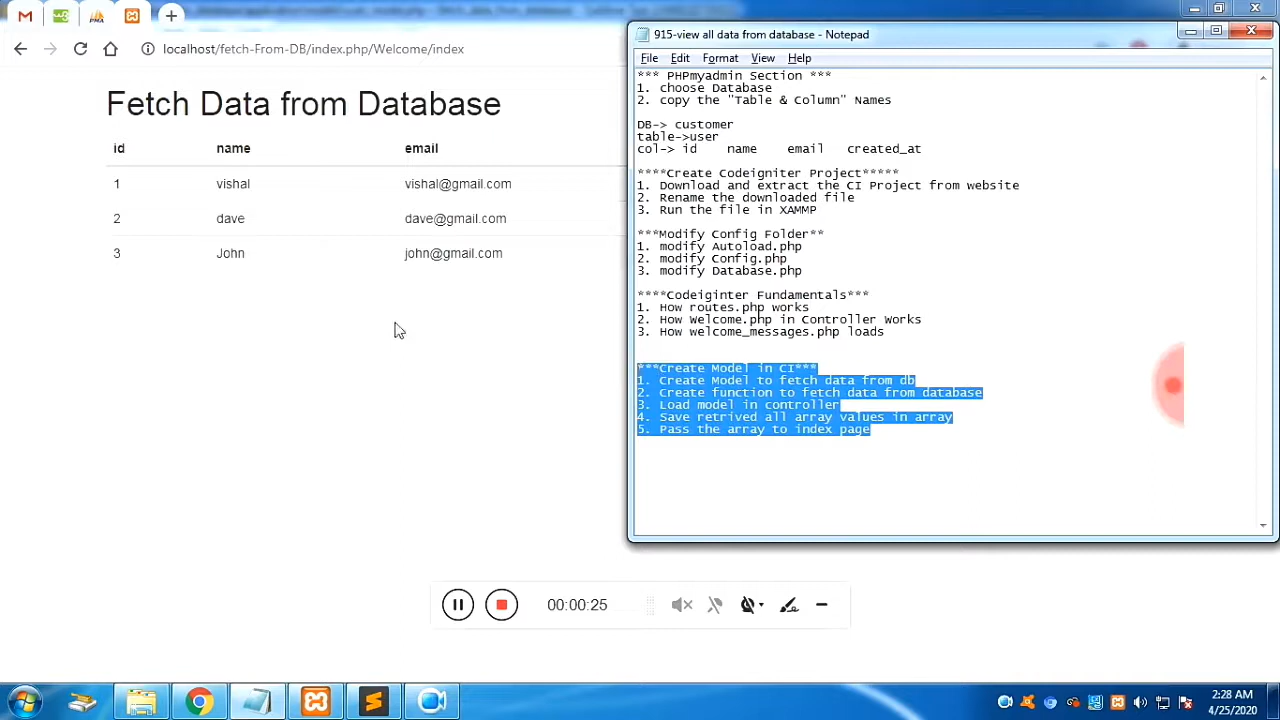 localhost/fetch-From-DB/index.php/Welcome/index
Fetch Data from Database
id name email
1 vishal vishal@gmail.com
2 dave dave@gmail.com
3 John john@gmail.com
915-view all data from database - Notepad
File Edit Format View Help
*** PHPmyadmin Section ***
1. choose Database
2. copy the "Table & Column" Names
DB-> customer
table->user
col-> id name email created_at
****Create Codeigniter Project*****
1. Download and extract the CI Project from website
2. Rename the downloaded file
3. Run the file in XAMMP
***Modify Config Folder**
1. modify Autoload.php
2. modify Config.php
3. modify Database.php
****Codeiginter Fundamentals***
1. How routes.php works
2. How Welcome.php in Controller Works
3. How welcome_messages.php loads
***Create Model in CI***
1. Create Model to fetch data from db
2. Create function to fetch data from database
3. Load model in controller
4. Save retrived all array values in array
5. Pass the array to index page
00:00:25
2:28 AM
4/25/2020